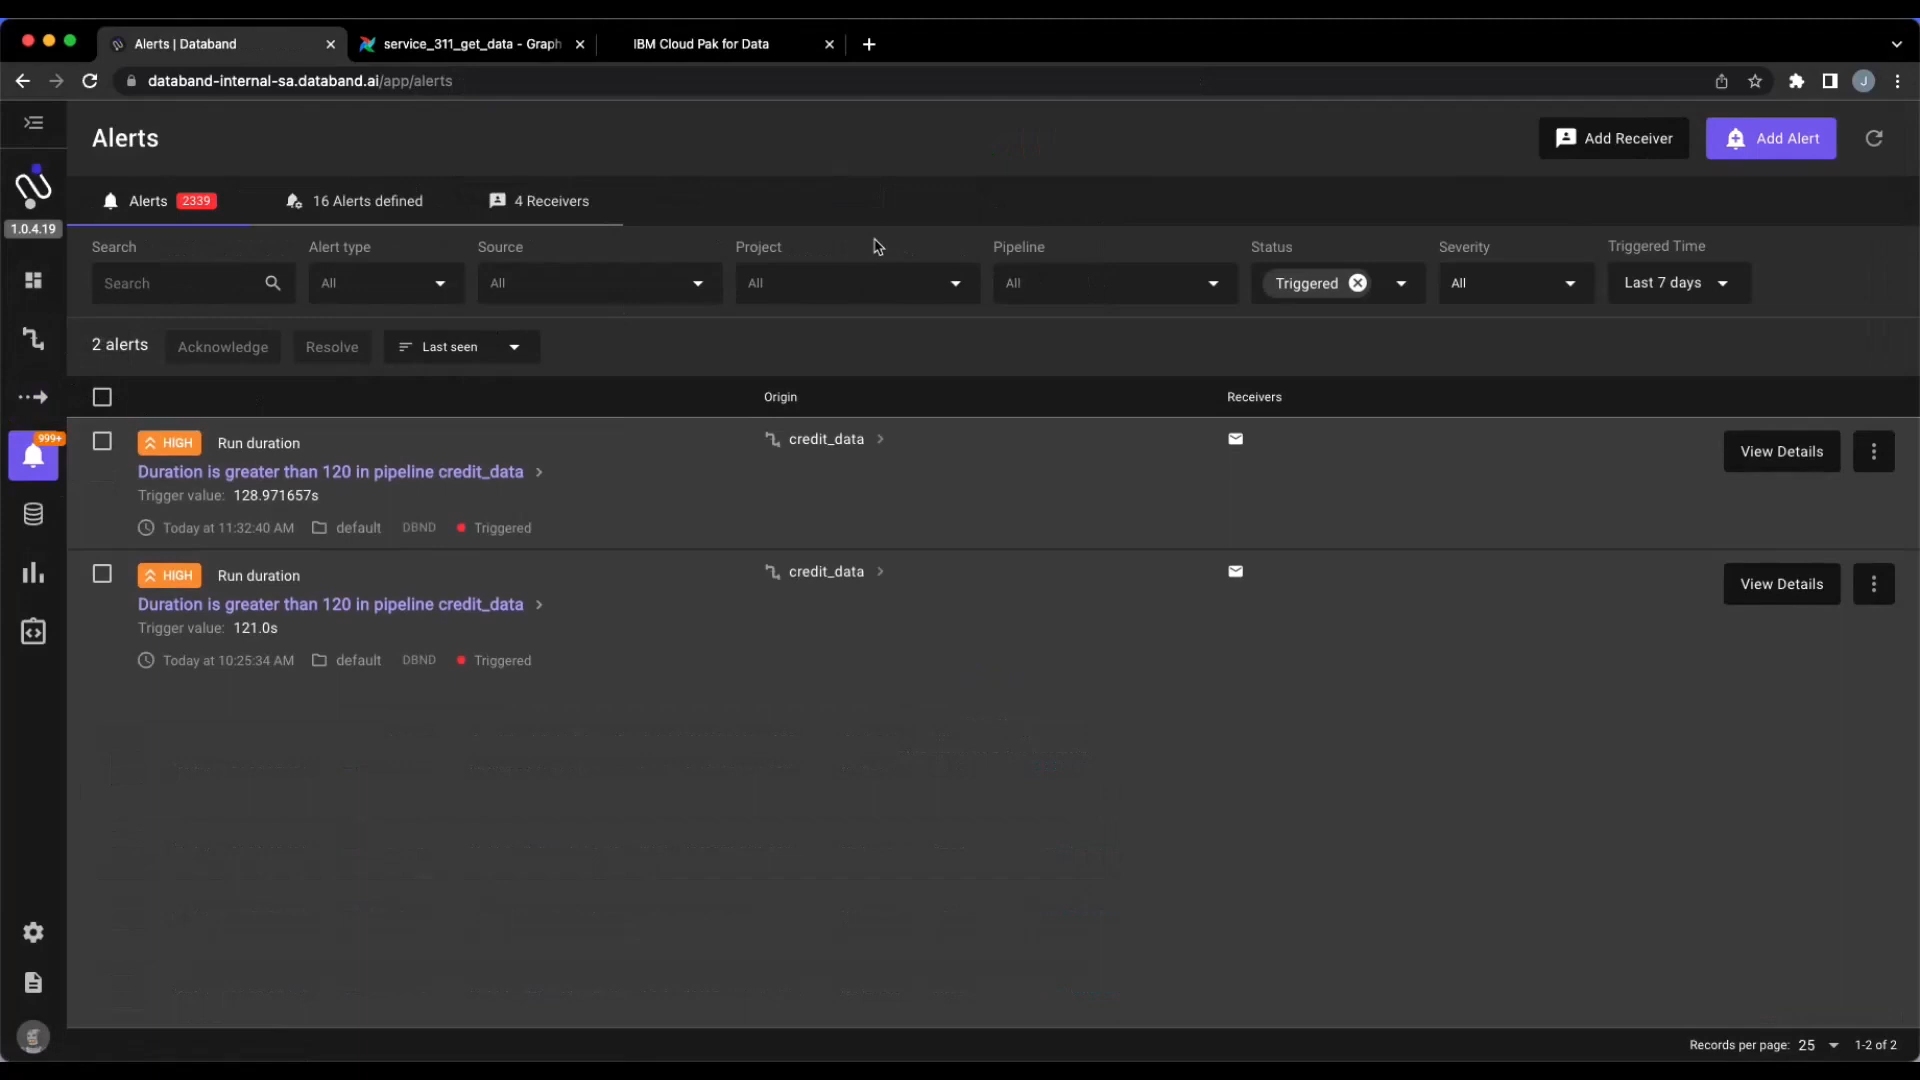 Alerts | Databand
service_311_get_data - Graph
IBM Cloud Pak for Data
databand-internal-sa.databand.ai/app/alerts
J
Alerts
Add Receiver
Add Alert
Alerts 2339
16 Alerts defined
4 Receivers
1.0.4.19
Search
Alert type
Source
Project
Pipeline
Status
Severity
Triggered Time
Search
All
All
All
All
Triggered
All
Last 7 days
2 alerts
Acknowledge
Resolve
Last seen
Origin
Receivers
999+
HIGH Run duration
credit_data
View Details
Duration is greater than 120 in pipeline credit_data
Trigger value: 128.971657s
Today at 11:32:40 AM default DBND Triggered
HIGH Run duration
credit_data
View Details
Duration is greater than 120 in pipeline credit_data
Trigger value: 121.0s
Today at 10:25:34 AM default DBND Triggered
Records per page: 25 1-2 of 2